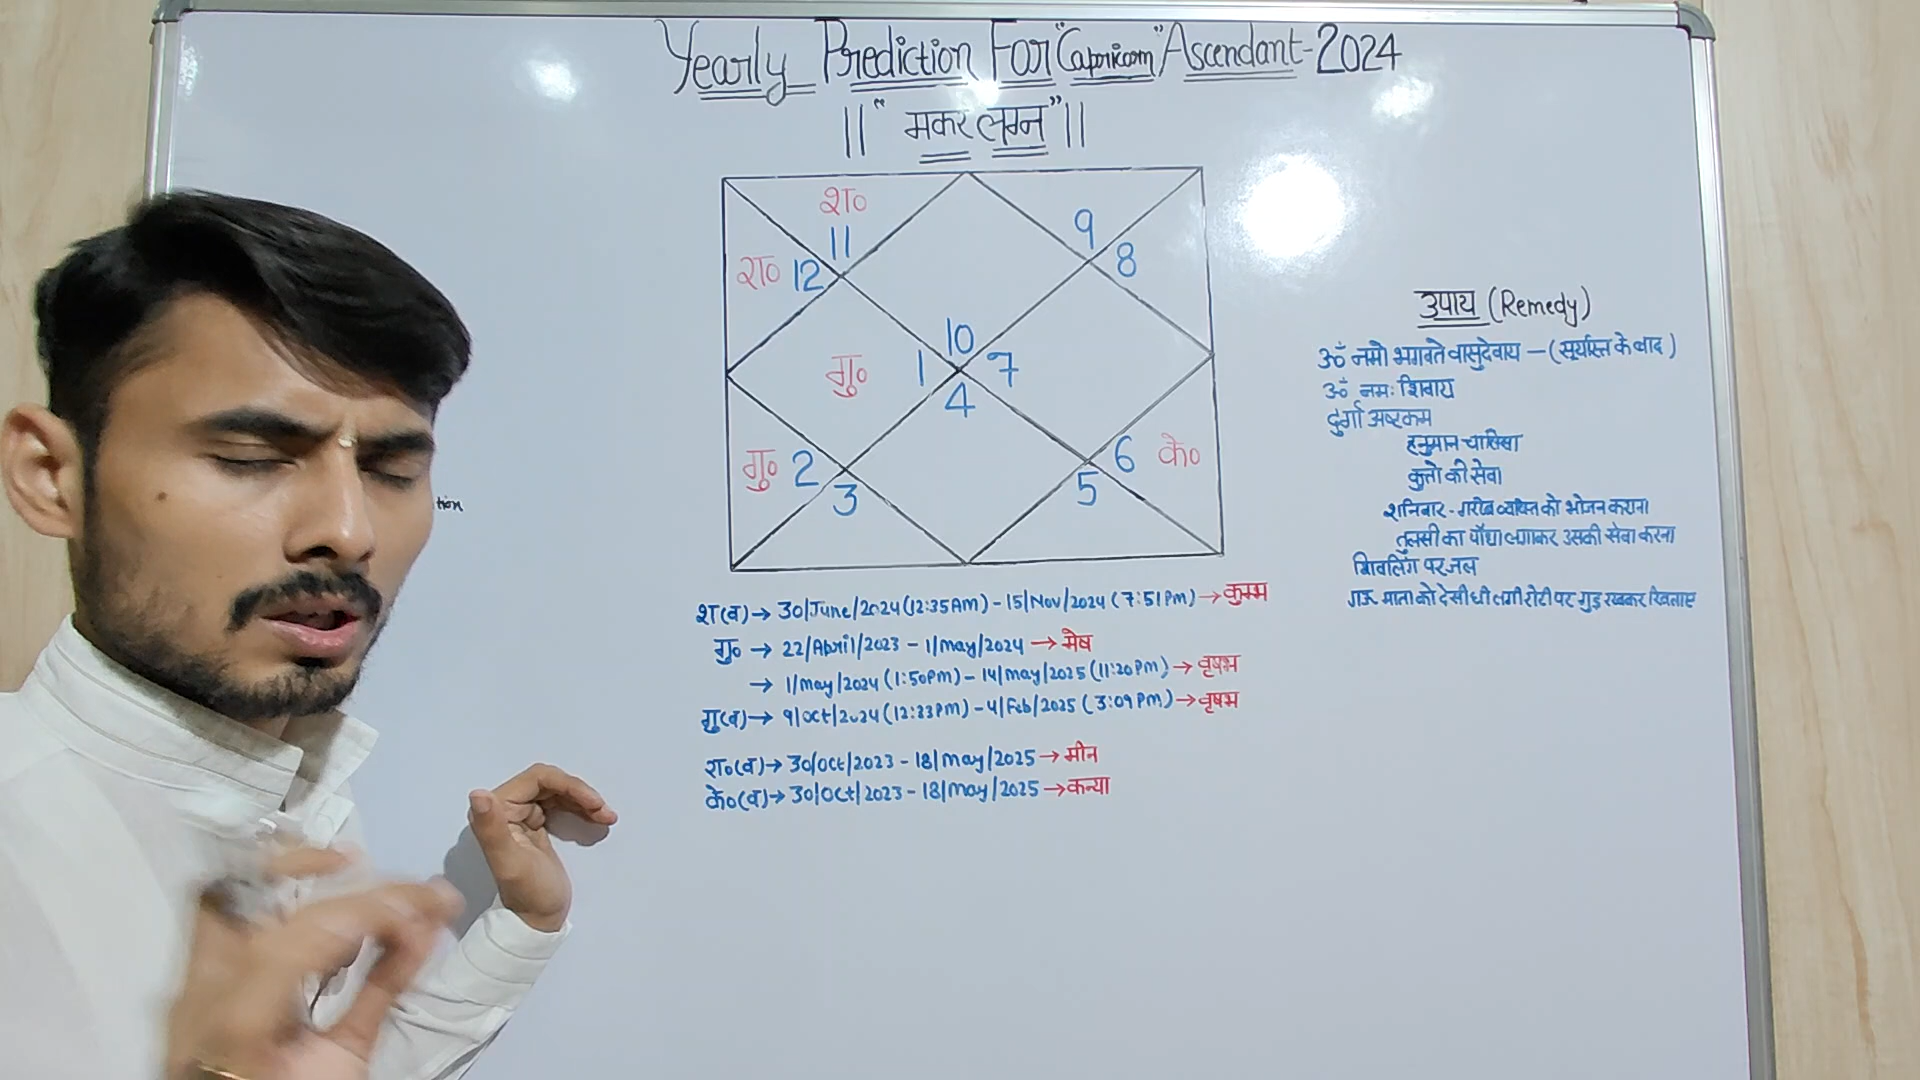 Yearly Prediction For "Capricorn" Ascendant-2024
||"मकर लग्न"||
श०
11
9
रा० 12
8
10
गु० 1 7
4
गु० 2
6 के०
3
5
tion
श(व)→ 30/June/2024(12:35AM) - 15/Nov/2024 (7:51Pm) → कुम्भ
गु० → 22/April/2023 - 1/may/2024 → मेष
→ 1/may/2024 (1:50pm) - 14/may/2025 (11:20pm) → वृषभ
गु(व)→ 9/oct/2024 (12:33pm) - 4/Feb/2025 (3:09Pm) → वृषभ
रा०(व)→ 30/oct/2023 - 18/may/2025 → मीन
के०(व)→ 30/oct/2023 - 18/may/2025 → कन्या
उपाय (Remedy)
ॐ नमो भगवते वासुदेवाय - (सूर्यास्त के बाद)
ॐ नमः शिवाय
दुर्गा अष्टकम
हनुमान चालिसा
कुत्तो की सेवा
शनिवार - गरीब व्यक्ति को भोजन कराना
तुलसी का पौधा लगाकर उसकी सेवा करना
शिवलिंग पर जल
गऊ माता को देसी घी लगी रोटी पर गुड़ रखकर खिलाए